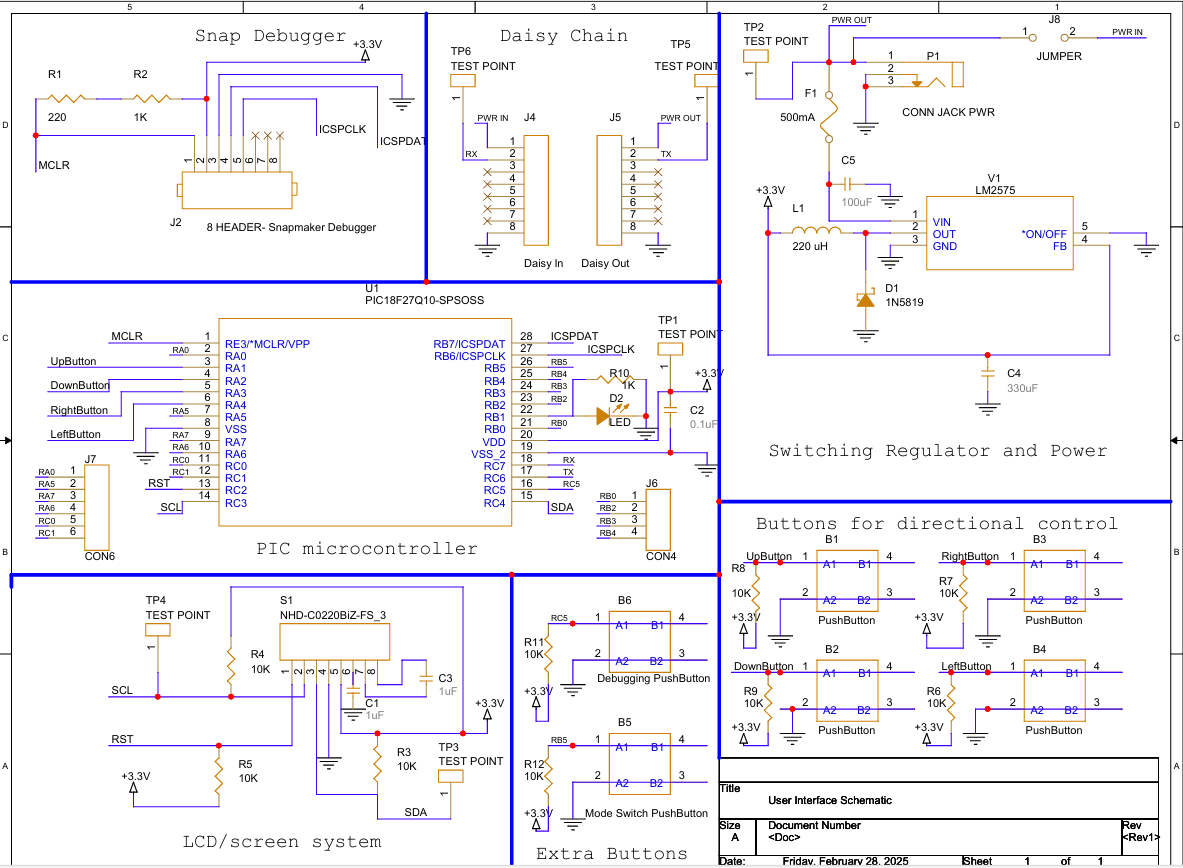 5 4 3 2 1
Snap Debugger
+3.3V
R1
R2
220
1K
MCLR
ICSPCLK
ICSPDAT
1 2 3 4 5 6 7 8
J2
8 HEADER- Snapmaker Debugger
Daisy Chain
TP6
TEST POINT
1
TP5
TEST POINT
1
PWR IN
J4
RX
1
2
3
4
5
6
7
8
Daisy In
J5
PWR OUT
TX
1
2
3
4
5
6
7
8
Daisy Out
TP2
TEST POINT
1
PWR OUT
J8
1 2
PWR IN
JUMPER
P1
1
2
3
CONN JACK PWR
F1
500mA
C5
100uF
+3.3V
L1
220 uH
V1
LM2575
1 VIN
2 OUT
3 GND
*ON/OFF 5
FB 4
D1
1N5819
C4
330uF
Switching Regulator and Power
D
C
B
A
D
C
B
A
U1
PIC18F27Q10-SPSOSS
MCLR 1 RE3/*MCLR/VPP
RA0 2 RA0
UpButton 3 RA1
DownButton 4 RA2
5 RA3
RightButton 6 RA4
RA5 7 RA5
LeftButton 8 VSS
RA7 9 RA7
RA6 10 RA6
RC0 11 RC0
RC1 12 RC1
RST 13 RC2
SCL 14 RC3
RB7/ICSPDAT 28 ICSPDAT
RB6/ICSPCLK 27 ICSPCLK
RB5 26 RB5
RB4 25 RB4
RB3 24 RB3
RB2 23 RB2
RB1 22
RB0 21 RB0
VDD 20
VSS_2 19
RC7 18 RX
RC6 17 TX
RC5 16 RC5
RC4 15 SDA
R10
1K
D2
LED
TP1
TEST POINT
1
+3.3V
C2
0.1uF
J7
RA0 1
RA5 2
RA7 3
RA6 4
RC0 5
RC1 6
CON6
J6
RB0 1
RB2 2
RB3 3
RB4 4
CON4
PIC microcontroller
Buttons for directional control
UpButton
B1
R8
10K
1 A1 B1 4
2 A2 B2 3
+3.3V
PushButton
RightButton
B3
R7
10K
1 A1 B1 4
2 A2 B2 3
+3.3V
PushButton
DownButton
B2
R9
10K
1 A1 B1 4
2 A2 B2 3
+3.3V
PushButton
LeftButton
B4
R6
10K
1 A1 B1 4
2 A2 B2 3
+3.3V
PushButton
TP4
TEST POINT
1
S1
NHD-C0220BiZ-FS_3
1 2 3 4 5 6 7 8
R4
10K
SCL
C1
1uF
C3
1uF
+3.3V
RST
R5
10K
+3.3V
R3
10K
TP3
TEST POINT
1
SDA
LCD/screen system
B6
RC5
R11
10K
1 A1 B1 4
2 A2 B2 3
+3.3V
Debugging PushButton
B5
RB5
R12
10K
1 A1 B1 4
2 A2 B2 3
+3.3V
Mode Switch PushButton
Extra Buttons
Title
User Interface Schematic
Size
A
Document Number
<Doc>
Rev
<Rev1>
Date: Friday, February 28, 2025 Sheet 1 of 1